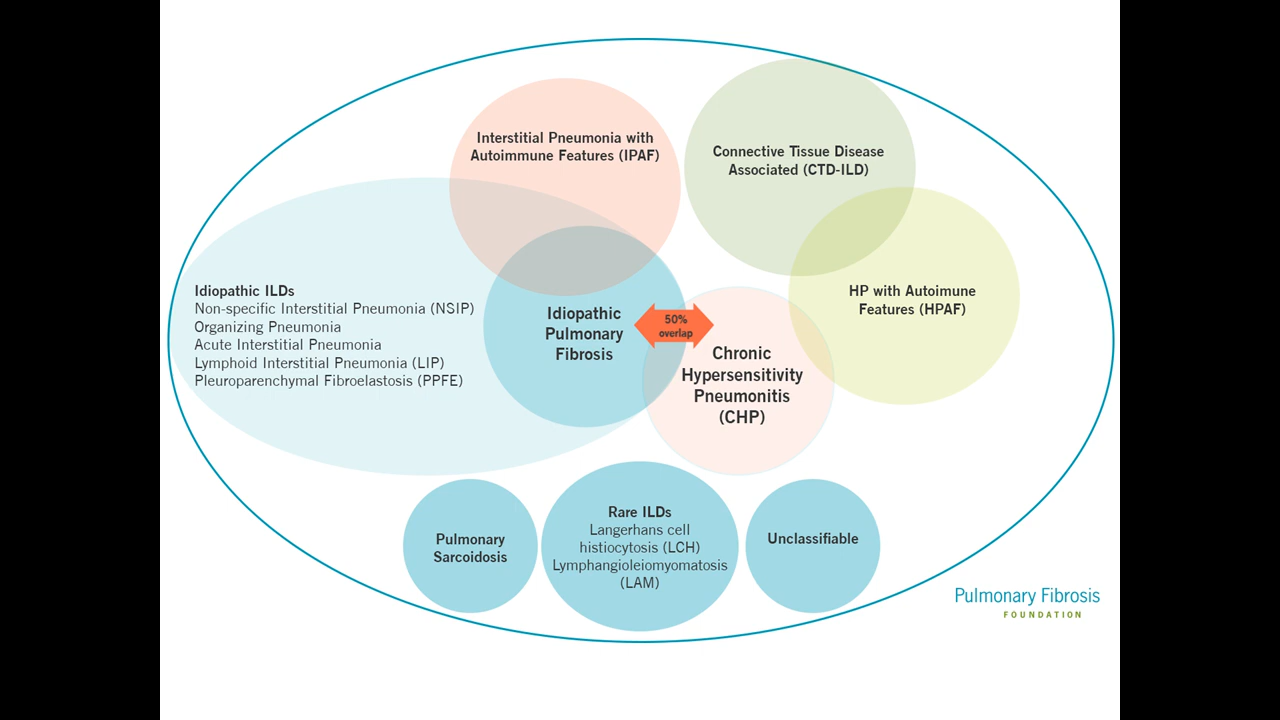 Interstitial Pneumonia with
Autoimmune Features (IPAF)
Connective Tissue Disease
Associated (CTD-ILD)
Idiopathic ILDs
Non-specific Interstitial Pneumonia (NSIP)
Organizing Pneumonia
Acute Interstitial Pneumonia
Lymphoid Interstitial Pneumonia (LIP)
Pleuroparenchymal Fibroelastosis (PPFE)
Idiopathic
Pulmonary
Fibrosis
50%
overlap
Chronic
Hypersensitivity
Pneumonitis
(CHP)
HP with Autoimune
Features (HPAF)
Pulmonary
Sarcoidosis
Rare ILDs
Langerhans cell
histiocytosis (LCH)
Lymphangioleiomyomatosis
(LAM)
Unclassifiable
Pulmonary Fibrosis
FOUNDATION